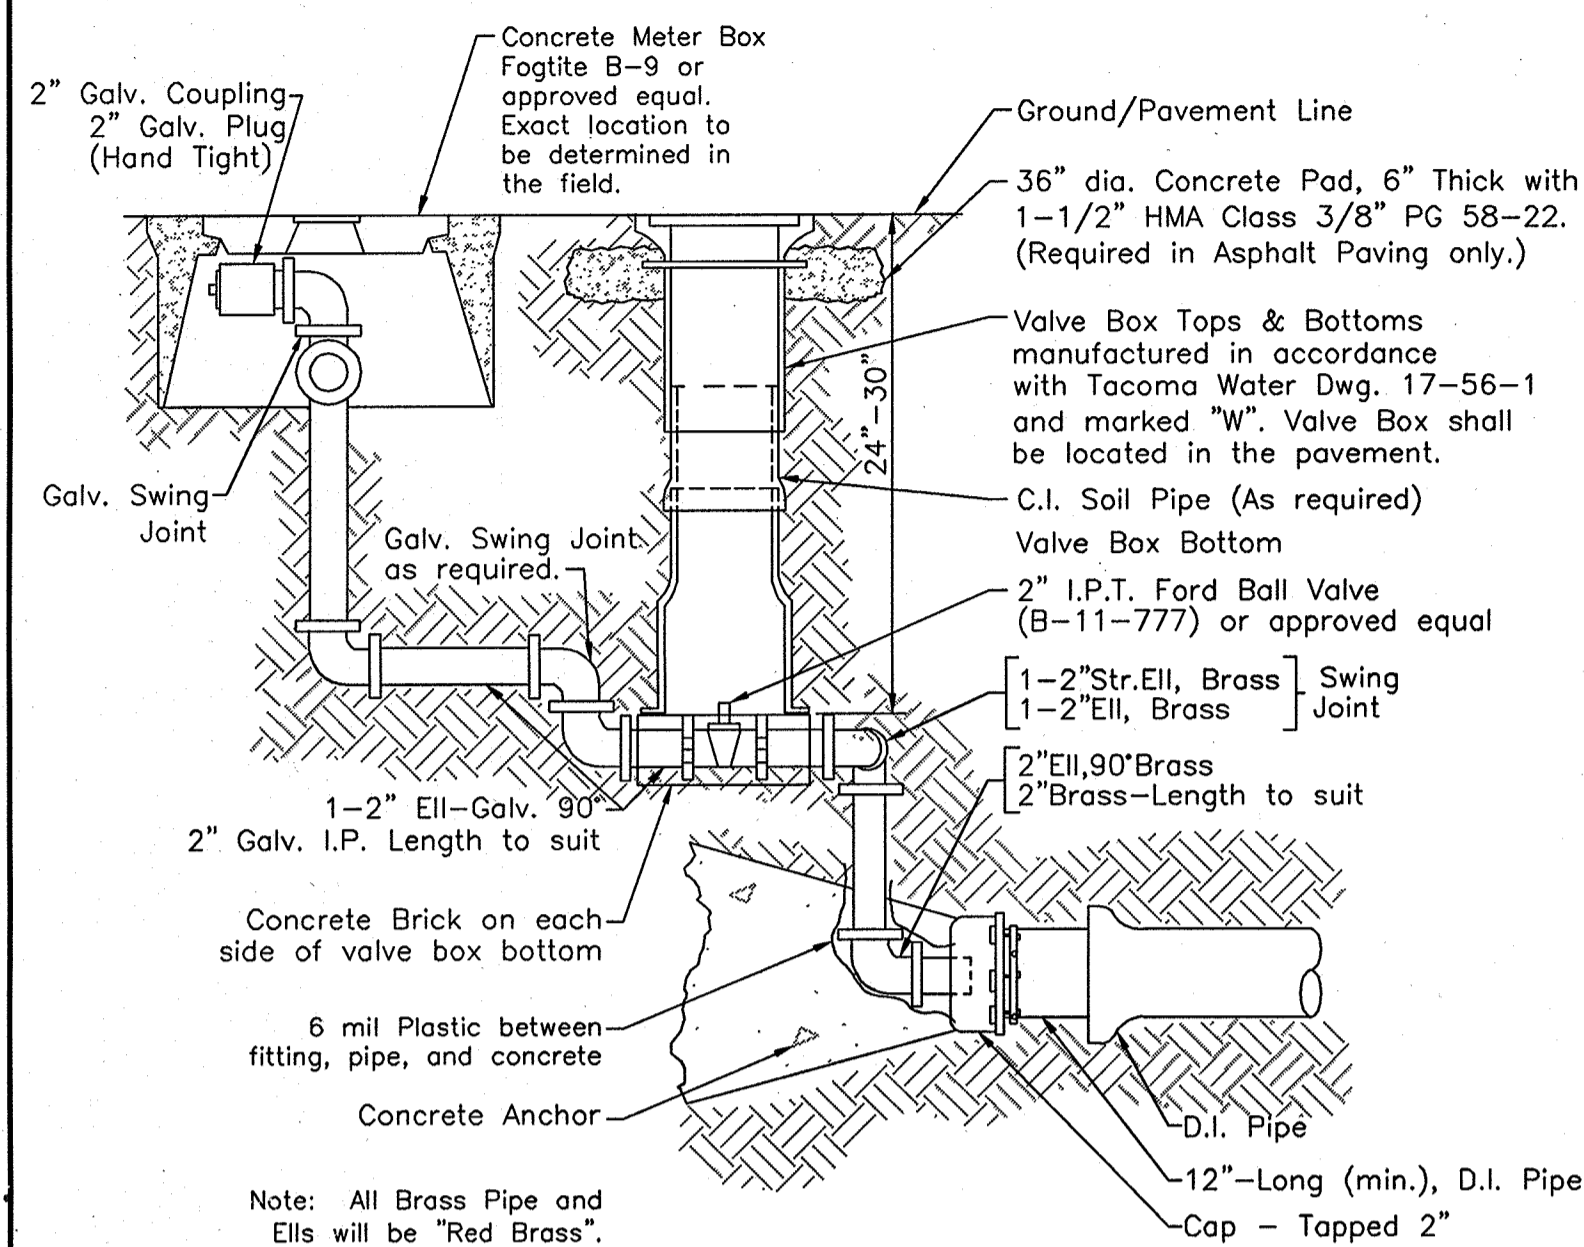 Concrete Meter Box
Fogtite B-9 or
approved equal.
Exact location to
be determined in
the field.
2" Galv. Coupling
2" Galv. Plug
(Hand Tight)
Ground/Pavement Line
36" dia. Concrete Pad, 6" Thick with
1-1/2" HMA Class 3/8" PG 58-22.
(Required in Asphalt Paving only.)
Valve Box Tops & Bottoms
manufactured in accordance
with Tacoma Water Dwg. 17-56-1
and marked "W". Valve Box shall
be located in the pavement.
24"-30"
C.I. Soil Pipe (As required)
Valve Box Bottom
Galv. Swing
Joint
Galv. Swing Joint
as required.
2" I.P.T. Ford Ball Valve
(B-11-777) or approved equal
1-2"Str.Ell, Brass
1-2"Ell, Brass
Swing
Joint
2"Ell,90°Brass
2"Brass-Length to suit
1-2" Ell-Galv. 90°
2" Galv. I.P. Length to suit
Concrete Brick on each
side of valve box bottom
6 mil Plastic between
fitting, pipe, and concrete
Concrete Anchor
D.I. Pipe
12"-Long (min.), D.I. Pipe
Cap - Tapped 2"
Note: All Brass Pipe and
Ells will be "Red Brass".